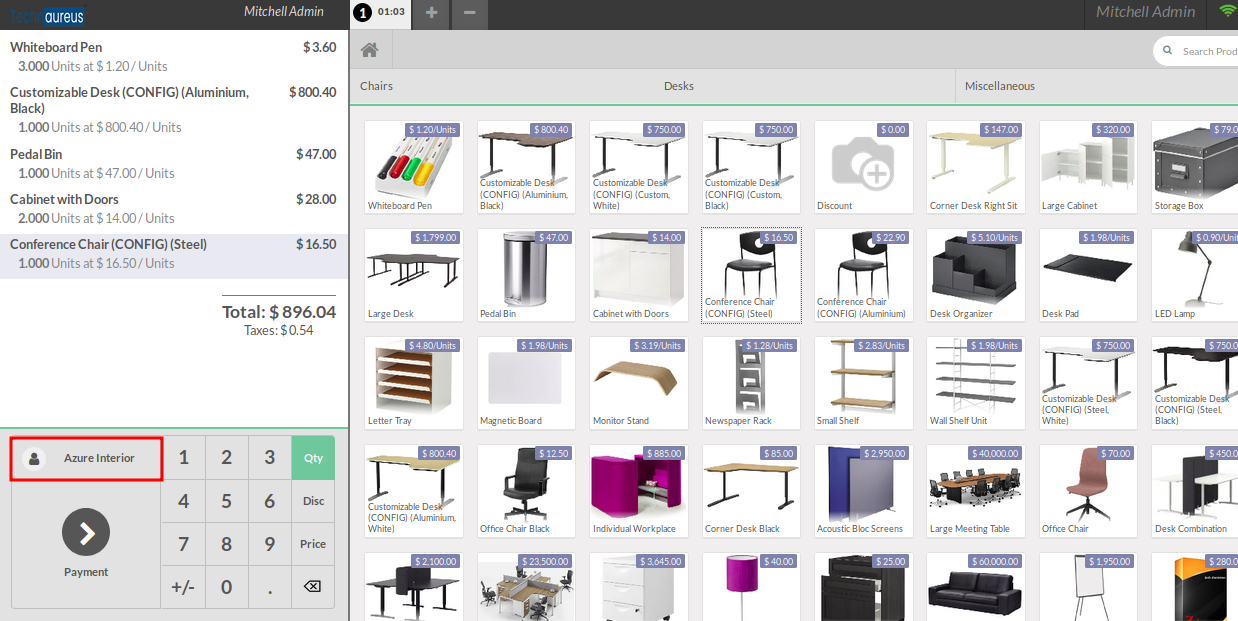 Technaureus
Mitchell Admin
1 01:03 + −
Mitchell Admin
Search Prod
Whiteboard Pen $ 3.60
3.000 Units at $ 1.20 / Units
Customizable Desk (CONFIG) (Aluminium, $ 800.40
Black)
1.000 Units at $ 800.40 / Units
Pedal Bin $ 47.00
1.000 Units at $ 47.00 / Units
Cabinet with Doors $ 28.00
2.000 Units at $ 14.00 / Units
Conference Chair (CONFIG) (Steel) $ 16.50
1.000 Units at $ 16.50 / Units
Total: $ 896.04
Taxes: $ 0.54
Azure Interior
Payment
1 2 3 Qty
4 5 6 Disc
7 8 9 Price
+/- 0 .
Chairs Desks Miscellaneous
$ 1.20/Units
Whiteboard Pen
$ 800.40
Customizable Desk
(CONFIG) (Aluminium,
Black)
$ 750.00
Customizable Desk
(CONFIG) (Custom,
White)
$ 750.00
Customizable Desk
(CONFIG) (Custom,
Black)
$ 0.00
Discount
$ 147.00
Corner Desk Right Sit
$ 320.00
Large Cabinet
$ 79.0
Storage Box
$ 1,799.00
Large Desk
$ 47.00
Pedal Bin
$ 14.00
Cabinet with Doors
$ 16.50
Conference Chair
(CONFIG) (Steel)
$ 22.90
Conference Chair
(CONFIG) (Aluminium)
$ 5.10/Units
Desk Organizer
$ 1.98/Units
Desk Pad
$ 0.90/Unit
LED Lamp
$ 4.80/Units
Letter Tray
$ 1.98/Units
Magnetic Board
$ 3.19/Units
Monitor Stand
$ 1.28/Units
Newspaper Rack
$ 2.83/Units
Small Shelf
$ 1.98/Units
Wall Shelf Unit
$ 750.00
Customizable Desk
(CONFIG) (Steel,
White)
$ 750.0
Customizable Desk
(CONFIG) (Steel,
Black)
$ 800.40
Customizable Desk
(CONFIG) (Aluminium,
White)
$ 12.50
Office Chair Black
$ 885.00
Individual Workplace
$ 85.00
Corner Desk Black
$ 2,950.00
Acoustic Bloc Screens
$ 40,000.00
Large Meeting Table
$ 70.00
Office Chair
$ 450.0
Desk Combination
$ 2,100.00
$ 23,500.00
$ 3,645.00
$ 40.00
$ 25.00
$ 60,000.00
$ 1,950.00
$ 280.0